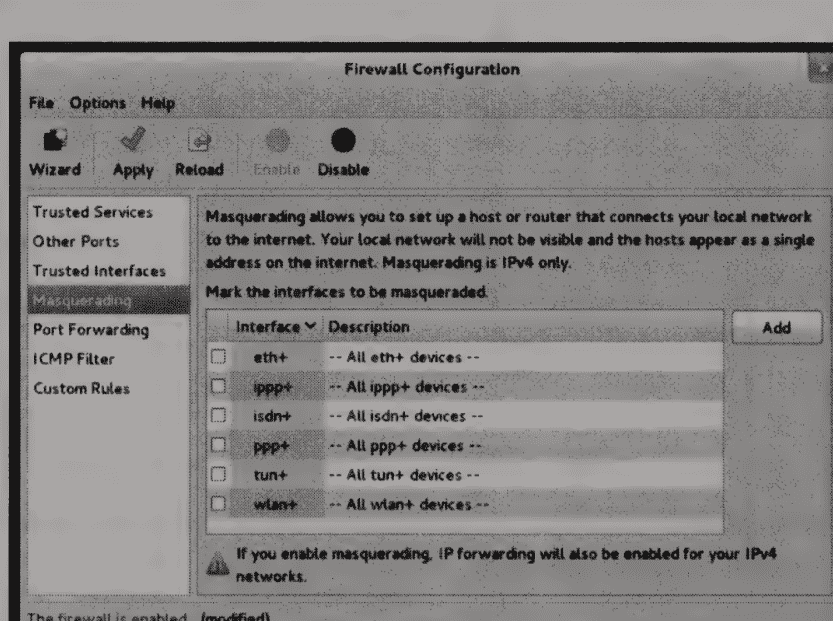 Firewall Configuration
File Options Help
Wizard Apply Reload Enable Disable
Trusted Services
Other Ports
Trusted Interfaces
Masquerading
Port Forwarding
ICMP Filter
Custom Rules
Masquerading allows you to set up a host or router that connects your local network
to the internet. Your local network will not be visible and the hosts appear as a single
address on the internet. Masquerading is IPv4 only.
Mark the interfaces to be masqueraded.
Interface Description
eth+ -- All eth+ devices --
ippp+ -- All ippp+ devices --
isdn+ -- All isdn+ devices --
ppp+ -- All ppp+ devices --
tun+ -- All tun+ devices --
wlan+ -- All wlan+ devices --
Add
If you enable masquerading, IP forwarding will also be enabled for your IPv4
networks.
The firewall is enabled. (modified)